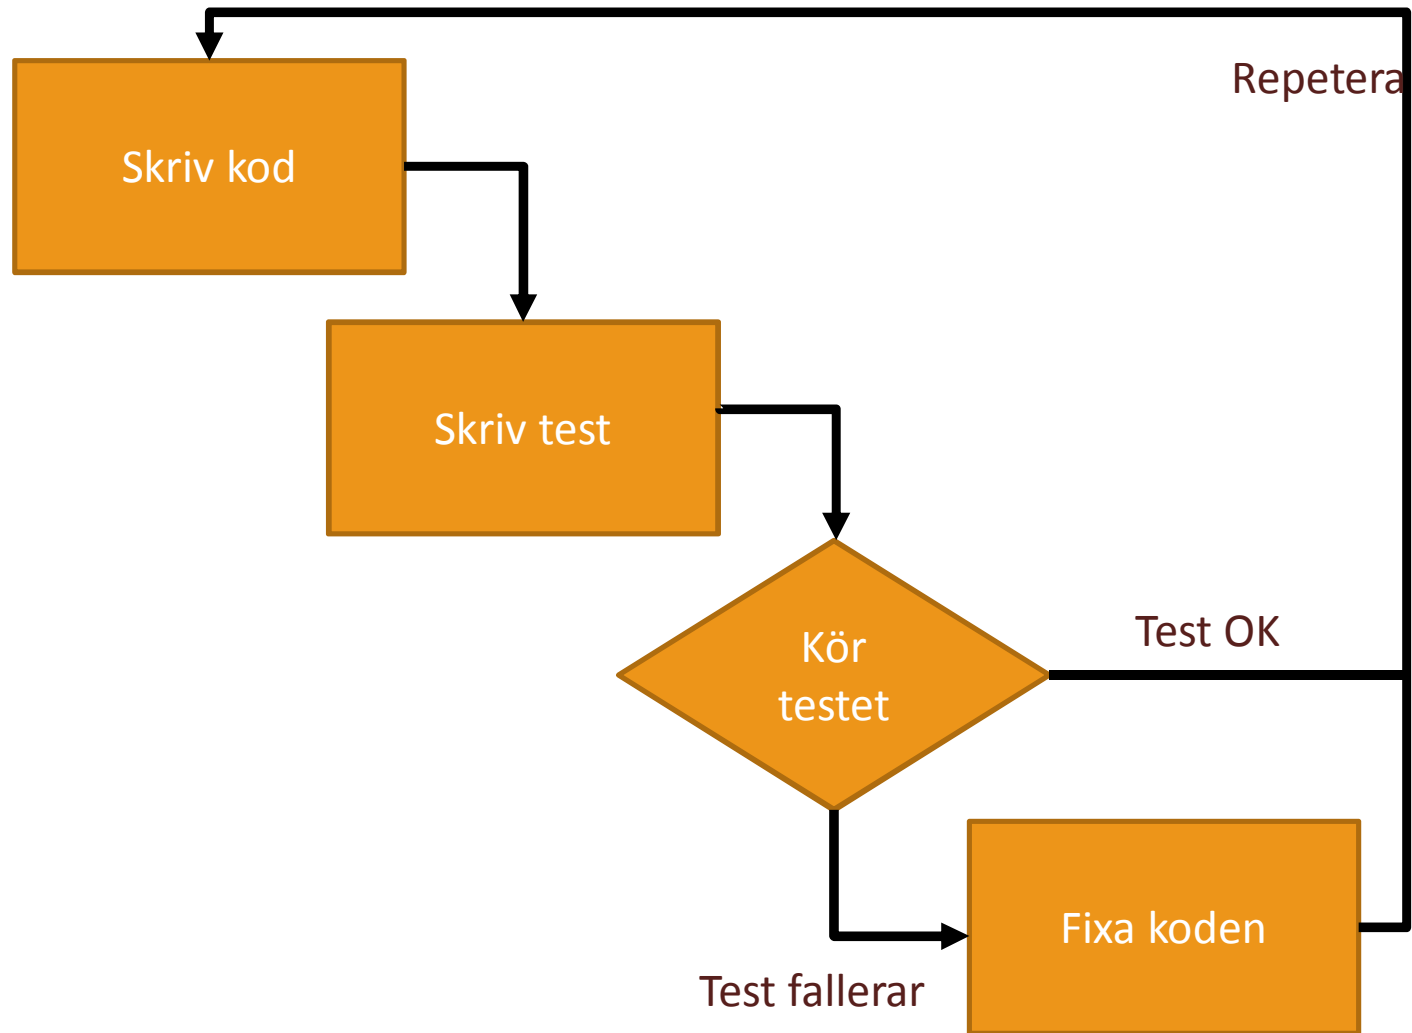 Repetera
Skriv kod
Skriv test
Test OK
Kör
testet
Fixa koden
Test fallerar